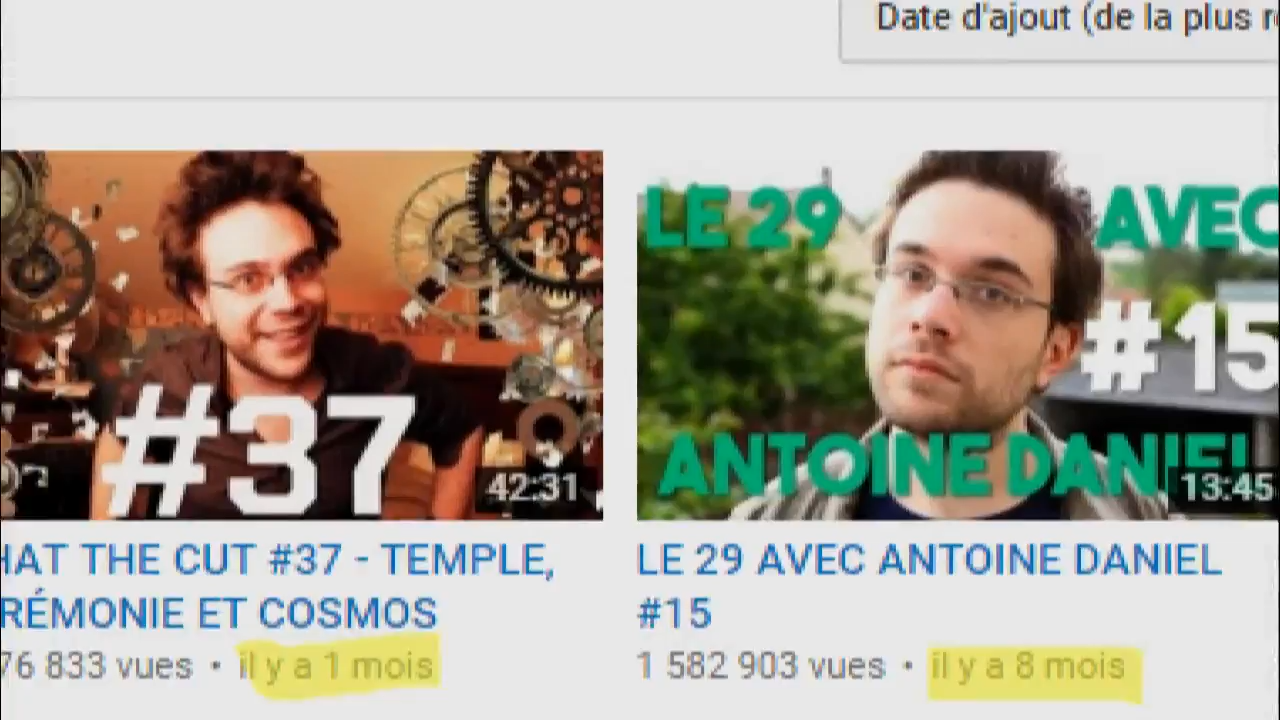 Date d'ajout (de la plus
LE 29 AVEC
#15
ANTOINE DANIEL
#37
42:31
13:45
HAT THE CUT #37 - TEMPLE,
RÉMONIE ET COSMOS
76 833 vues • il y a 1 mois
LE 29 AVEC ANTOINE DANIEL
#15
1 582 903 vues • il y a 8 mois